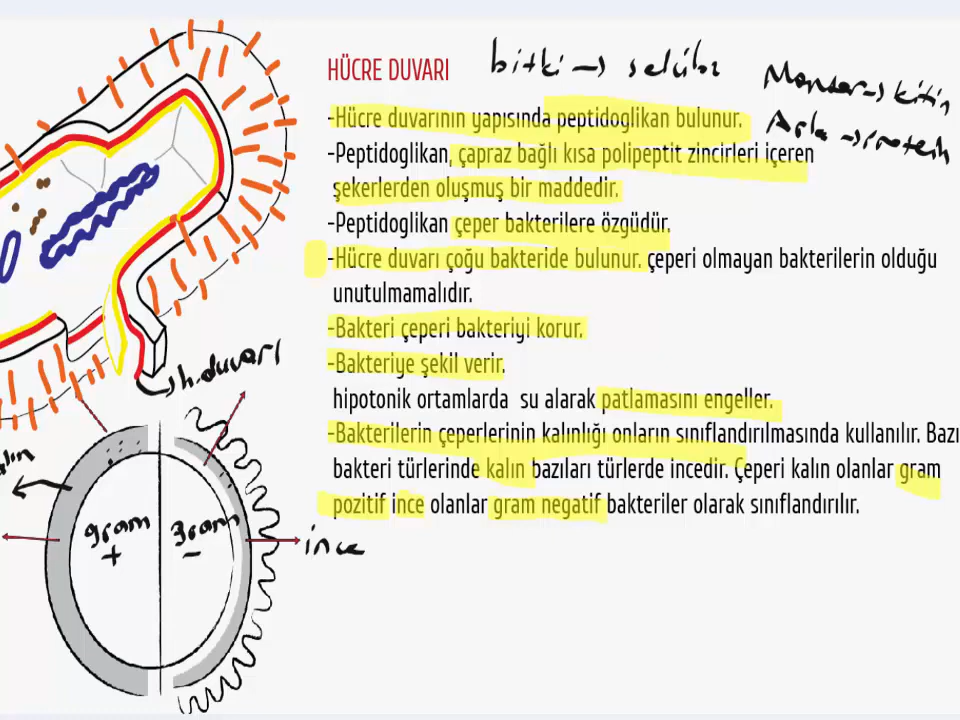 HÜCRE DUVARI
bitki → selüloz
Mantar → kitin
→ protein
-Hücre duvarının yapısında peptidoglikan bulunur.
-Peptidoglikan, çapraz bağlı kısa polipeptit zincirleri içeren
şekerlerden oluşmuş bir maddedir.
-Peptidoglikan çeper bakterilere özgüdür.
-Hücre duvarı çoğu bakteride bulunur. çeperi olmayan bakterilerin olduğu
unutulmamalıdır.
-Bakteri çeperi bakteriyi korur.
-Bakteriye şekil verir.
hipotonik ortamlarda su alarak patlamasını engeller.
-Bakterilerin çeperlerinin kalınlığı onların sınıflandırılmasında kullanılır. Bazı
bakteri türlerinde kalın bazıları türlerde incedir. Çeperi kalın olanlar gram
pozitif ince olanlar gram negatif bakteriler olarak sınıflandırılır.
h.duvarı
gram
+
gram
-
ince